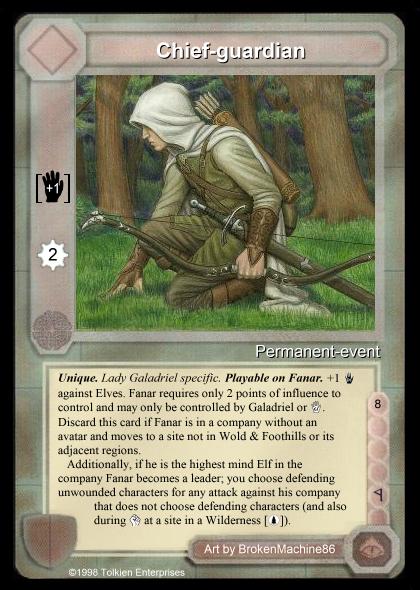 Chief-guardian
[+1]
2
Permanent-event
Unique. Lady Galadriel specific. Playable on Fanar. +1
against Elves. Fanar requires only 2 points of influence to
control and may only be controlled by Galadriel or .
Discard this card if Fanar is in a company without an
avatar and moves to a site not in Wold & Foothills or its
adjacent regions.
Additionally, if he is the highest mind Elf in the
company Fanar becomes a leader; you choose defending
unwounded characters for any attack against his company
that does not choose defending characters (and also
during at a site in a Wilderness [ ]).
8
Art by BrokenMachine86
©1998 Tolkien Enterprises